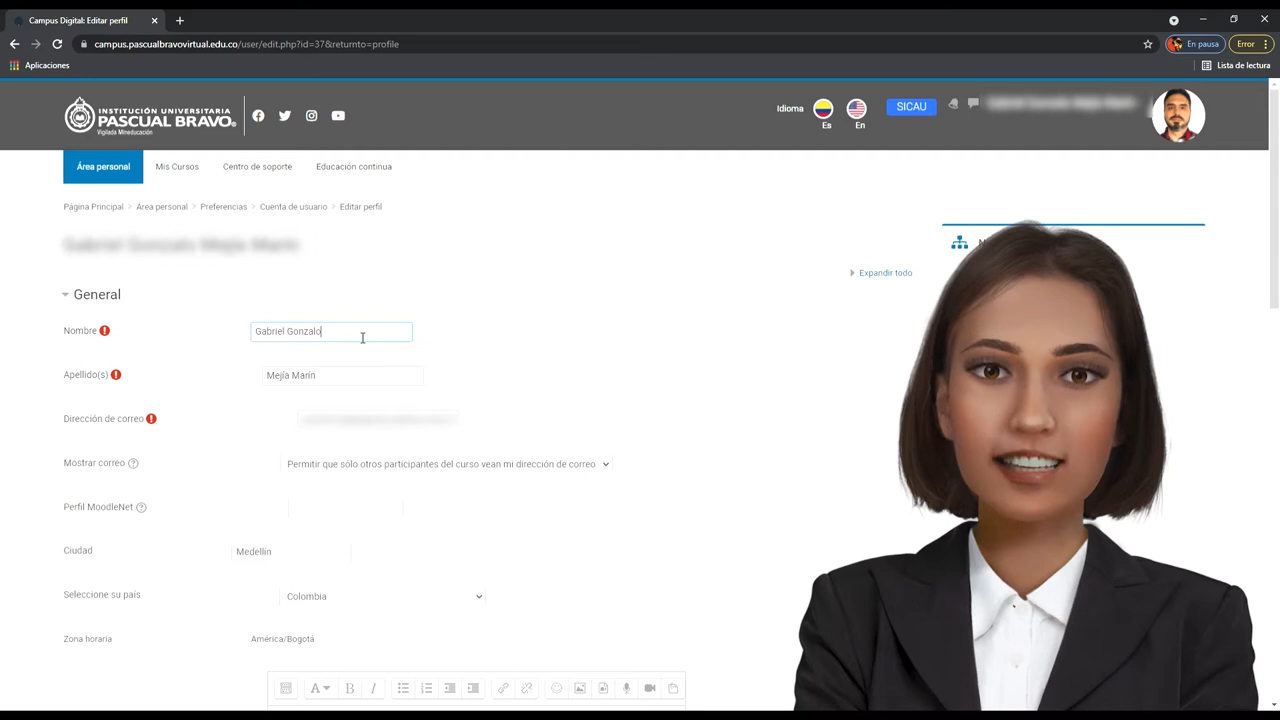 Campus Digital: Editar perfil
campus.pascualbravovirtual.edu.co/user/edit.php?id=37&returnto=profile
En pausa
Error
Aplicaciones
Lista de lectura
INSTITUCIÓN UNIVERSITARIA
PASCUAL BRAVO
Vigilada Mineducación
Idioma
Es
En
SICAU
Área personal
Mis Cursos
Centro de soporte
Educación continua
Página Principal
Área personal
Preferencias
Cuenta de usuario
Editar perfil
Expandir todo
General
Nombre
Gabriel Gonzalo
Apellido(s)
Mejía Marín
Dirección de correo
Mostrar correo
Permitir que sólo otros participantes del curso vean mi dirección de correo
Perfil MoodleNet
Ciudad
Medellín
Seleccione su país
Colombia
Zona horaria
América/Bogotá